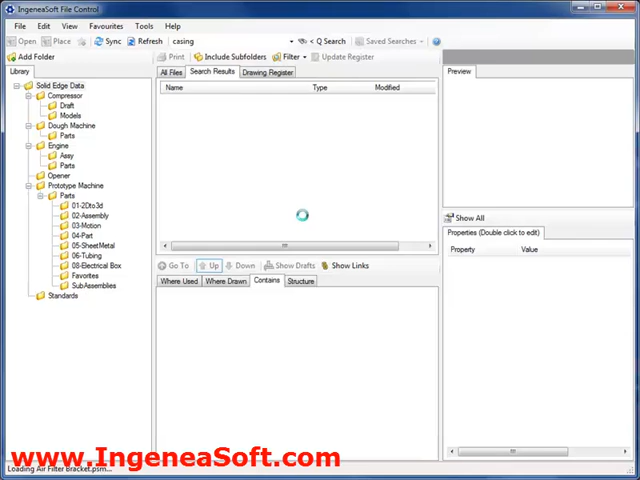 IngeneaSoft File Control
File Edit View Favourites Tools Help
Open Place Sync Refresh casing < Q Search Saved Searches
Add Folder Print Include Subfolders Filter Update Register
Library All Files Search Results Drawing Register Preview
Name Type Modified
Solid Edge Data
Compressor
Draft
Models
Dough Machine
Parts
Engine
Assy
Parts
Opener
Prototype Machine
Parts
01-2Dto3d
02-Assembly
03-Motion
04-Part
05-SheetMetal
06-Tubing
08-Electrical Box
Favorites
SubAssemblies
Standards
Show All
Properties (Double click to edit)
Property Value
Go To Up Down Show Drafts Show Links
Where Used Where Drawn Contains Structure
www.IngeneaSoft.com
Loading Air Filter Bracket.psm...